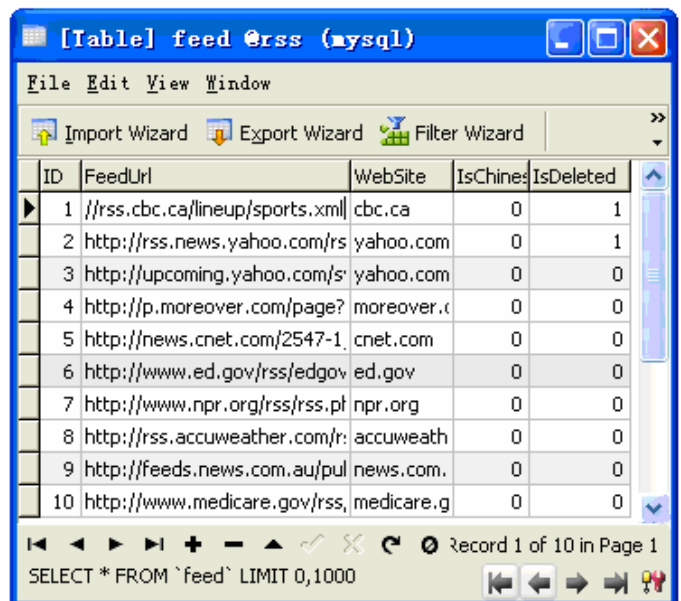 [Table] feed @rss (mysql)
File Edit View Window
Import Wizard Export Wizard Filter Wizard
ID FeedUrl WebSite IsChines IsDeleted
1 //rss.cbc.ca/lineup/sports.xml cbc.ca 0 1
2 http://rss.news.yahoo.com/rs yahoo.com 0 1
3 http://upcoming.yahoo.com/s yahoo.com 0 0
4 http://p.moreover.com/page? moreover.c 0 0
5 http://news.cnet.com/2547-1_ cnet.com 0 0
6 http://www.ed.gov/rss/edgov ed.gov 0 0
7 http://www.npr.org/rss/rss.ph npr.org 0 0
8 http://rss.accuweather.com/r accuweath 0 0
9 http://feeds.news.com.au/pul news.com. 0 0
10 http://www.medicare.gov/rss, medicare.g 0 0
Record 1 of 10 in Page 1
SELECT * FROM `feed` LIMIT 0,1000